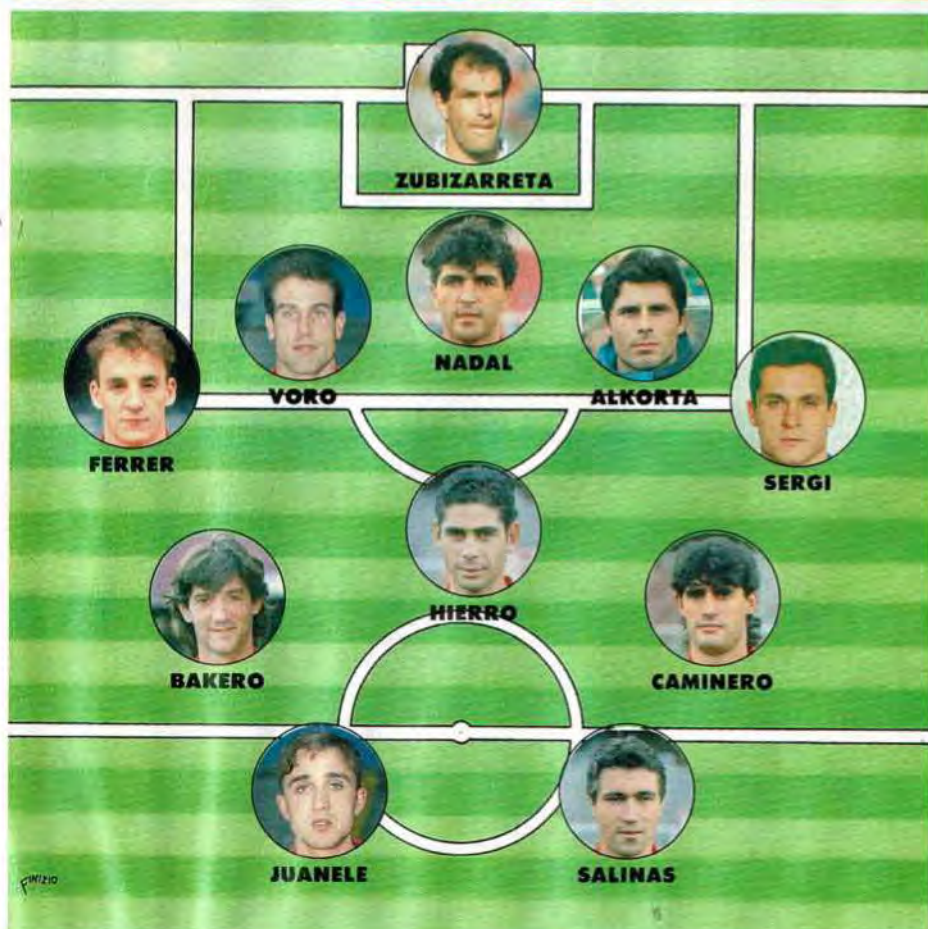 ZUBIZARRETA
NADAL
VORO
ALKORTA
FERRER
SERGI
HIERRO
BAKERO
CAMINERO
JUANELE
SALINAS
FINIZIO